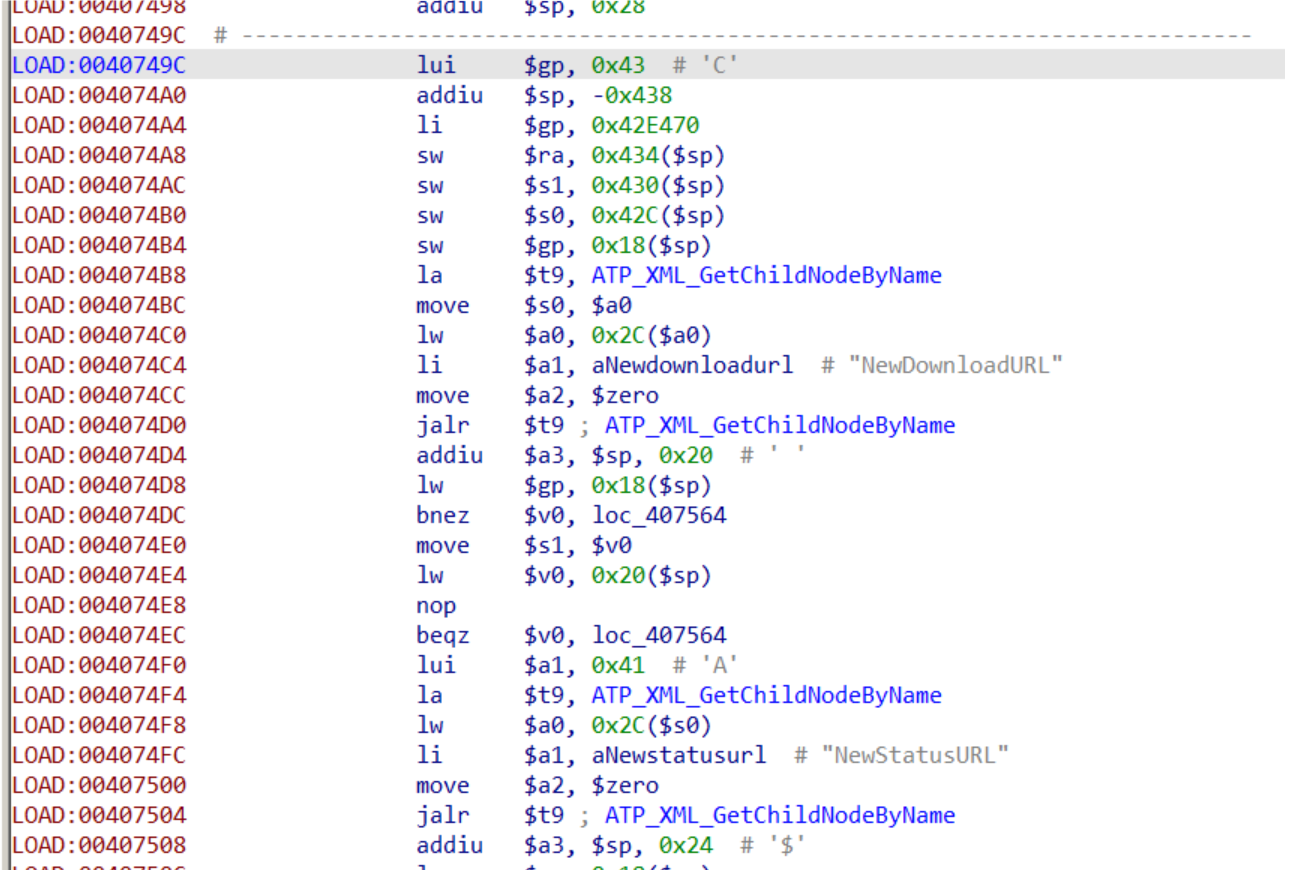 LOAD:00407498 addiu $sp, 0x28
LOAD:0040749C # ---------------------------------------------------------------------------
LOAD:0040749C lui $gp, 0x43 # 'C'
LOAD:004074A0 addiu $sp, -0x438
LOAD:004074A4 li $gp, 0x42E470
LOAD:004074A8 sw $ra, 0x434($sp)
LOAD:004074AC sw $s1, 0x430($sp)
LOAD:004074B0 sw $s0, 0x42C($sp)
LOAD:004074B4 sw $gp, 0x18($sp)
LOAD:004074B8 la $t9, ATP_XML_GetChildNodeByName
LOAD:004074BC move $s0, $a0
LOAD:004074C0 lw $a0, 0x2C($a0)
LOAD:004074C4 li $a1, aNewdownloadurl # "NewDownloadURL"
LOAD:004074CC move $a2, $zero
LOAD:004074D0 jalr $t9 ; ATP_XML_GetChildNodeByName
LOAD:004074D4 addiu $a3, $sp, 0x20 # ' '
LOAD:004074D8 lw $gp, 0x18($sp)
LOAD:004074DC bnez $v0, loc_407564
LOAD:004074E0 move $s1, $v0
LOAD:004074E4 lw $v0, 0x20($sp)
LOAD:004074E8 nop
LOAD:004074EC beqz $v0, loc_407564
LOAD:004074F0 lui $a1, 0x41 # 'A'
LOAD:004074F4 la $t9, ATP_XML_GetChildNodeByName
LOAD:004074F8 lw $a0, 0x2C($s0)
LOAD:004074FC li $a1, aNewstatusurl # "NewStatusURL"
LOAD:00407500 move $a2, $zero
LOAD:00407504 jalr $t9 ; ATP_XML_GetChildNodeByName
LOAD:00407508 addiu $a3, $sp, 0x24 # '$'